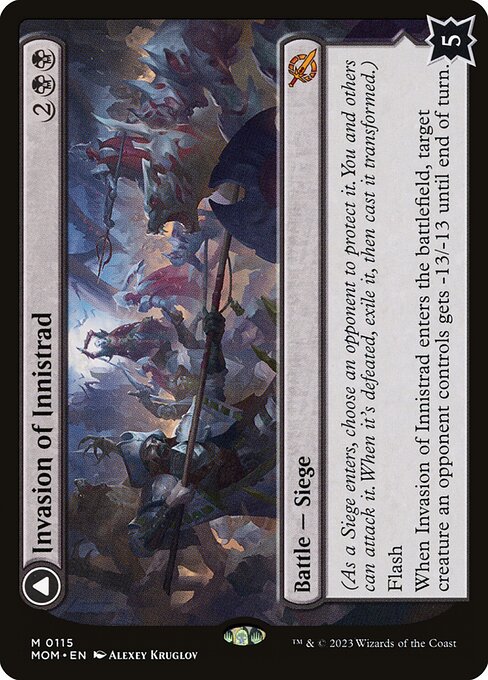 Invasion of Innistrad
2
Battle — Siege
(As a Siege enters, choose an opponent to protect it. You and others
can attack it. When it's defeated, exile it, then cast it transformed.)
Flash
When Invasion of Innistrad enters the battlefield, target
creature an opponent controls gets -13/-13 until end of turn.
5
M 0115
MOM • EN ALEXEY KRUGLOV
™ & © 2023 Wizards of the Coast